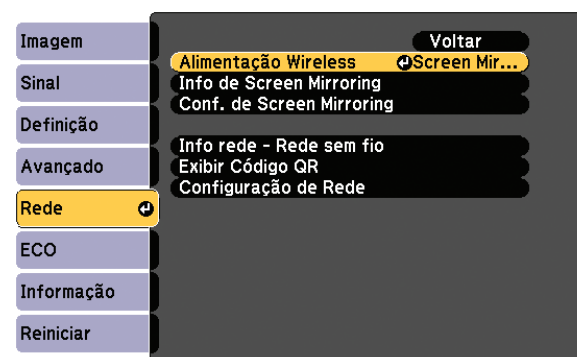 Imagem
Sinal
Definição
Avançado
Rede
ECO
Informação
Reiniciar
Voltar
Alimentação Wireless Screen Mir...
Info de Screen Mirroring
Conf. de Screen Mirroring
Info rede - Rede sem fio
Exibir Código QR
Configuração de Rede